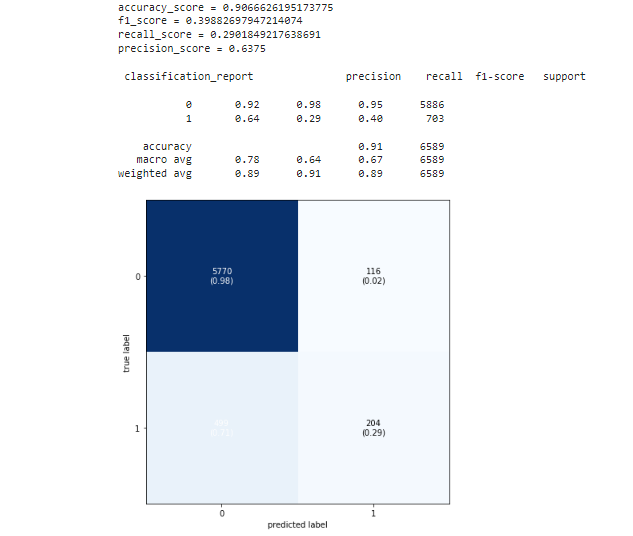 accuracy_score = 0.9066626195173775
f1_score = 0.39882697947214074
recall_score = 0.2901849217638691
precision_score = 0.6375
classification_report precision recall f1-score support
0 0.92 0.98 0.95 5886
1 0.64 0.29 0.40 703
accuracy 0.91 6589
macro avg 0.78 0.64 0.67 6589
weighted avg 0.89 0.91 0.89 6589
0
5770
(0.98)
116
(0.02)
true label
1
204
(0.29)
0 1
predicted label